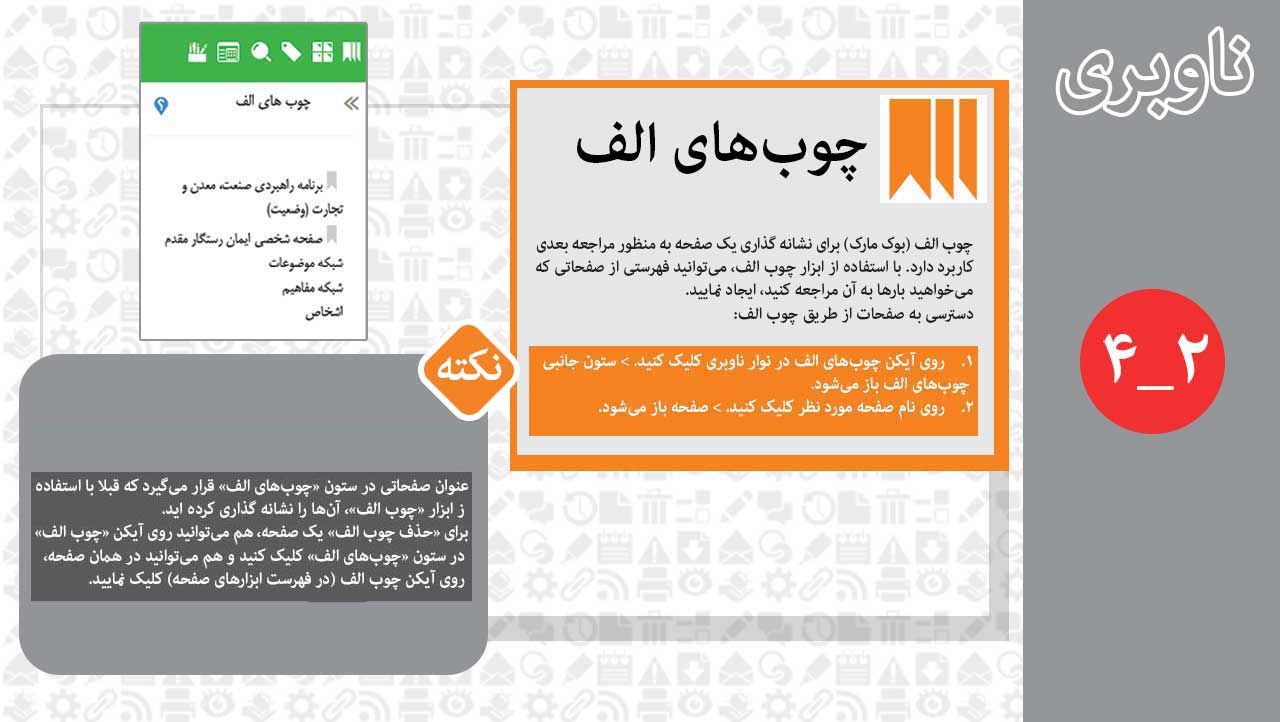 ناوبری
۲_۴
چوب‌های الف
چوب الف (بوک مارک) برای نشانه گذاری یک صفحه به منظور مراجعه بعدی
کاربرد دارد. با استفاده از ابزار چوب الف، می‌توانید فهرستی از صفحاتی که
می‌خواهید بارها به آن مراجعه کنید، ایجاد نمایید.
دسترسی به صفحات از طریق چوب الف:
۱. روی آیکن چوب‌های الف در نوار ناوبری کلیک کنید. > ستون جانبی
چوب‌های الف باز می‌شود.
۲. روی نام صفحه مورد نظر کلیک کنید. > صفحه باز می‌شود.
چوب های الف
؟
برنامه راهبردی صنعت، معدن و
تجارت (وضعیت)
صفحه شخصی ایمان رستگار مقدم
شبکه موضوعات
شبکه مفاهیم
اشخاص
نکته
عنوان صفحاتی در ستون «چوب‌های الف» قرار می‌گیرد که قبلا با استفاده
ز ابزار «چوب الف»، آن‌ها را نشانه گذاری کرده اید.
برای «حذف چوب الف» یک صفحه، هم می‌توانید روی آیکن «چوب الف»
در ستون «چوب‌های الف» کلیک کنید و هم می‌توانید در همان صفحه،
روی آیکن چوب الف (در فهرست ابزارهای صفحه) کلیک نمایید.